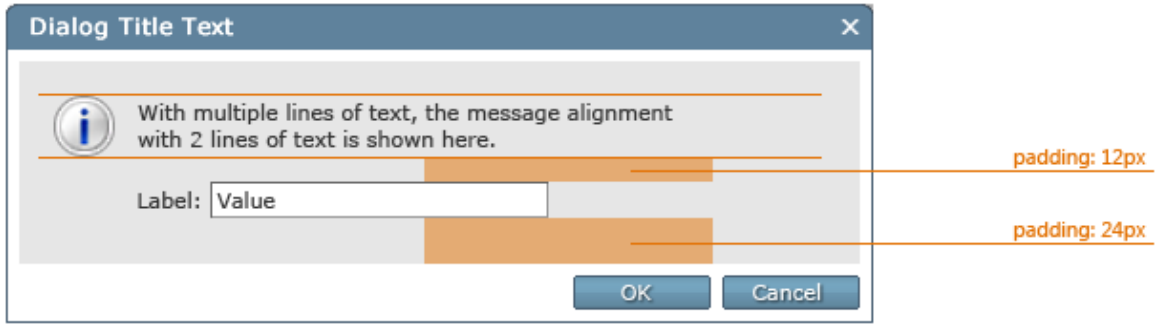 Dialog Title Text
With multiple lines of text, the message alignment
with 2 lines of text is shown here.
padding: 12px
Label: Value
padding: 24px
OK Cancel